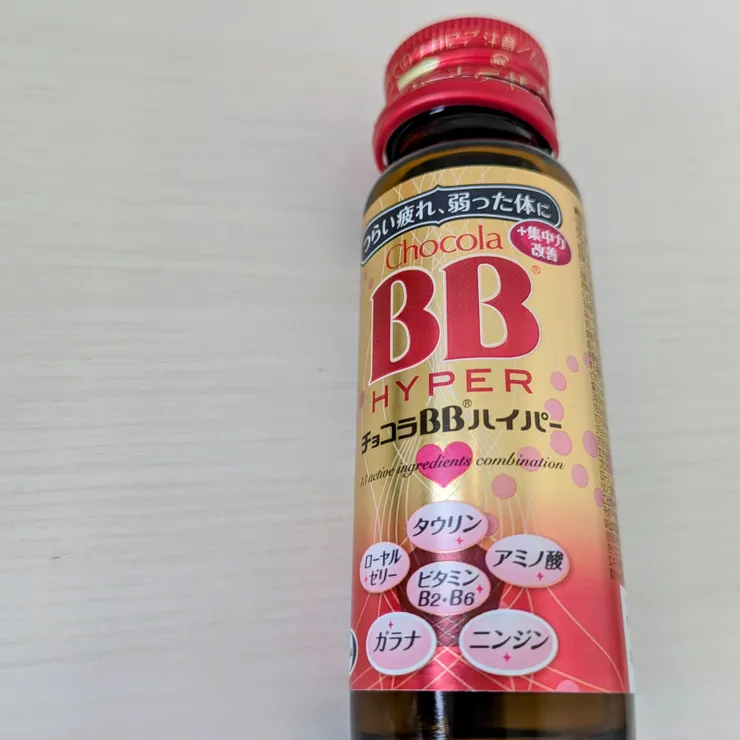 つらい疲れ、弱った体に
+集中力
改善
Chocola
BB®
HYPER
チョコラBB®ハイパー
13 active ingredients combination
タウリン
ローヤル
ゼリー
アミノ酸
ビタミン
B2・B6
ガラナ
ニンジン